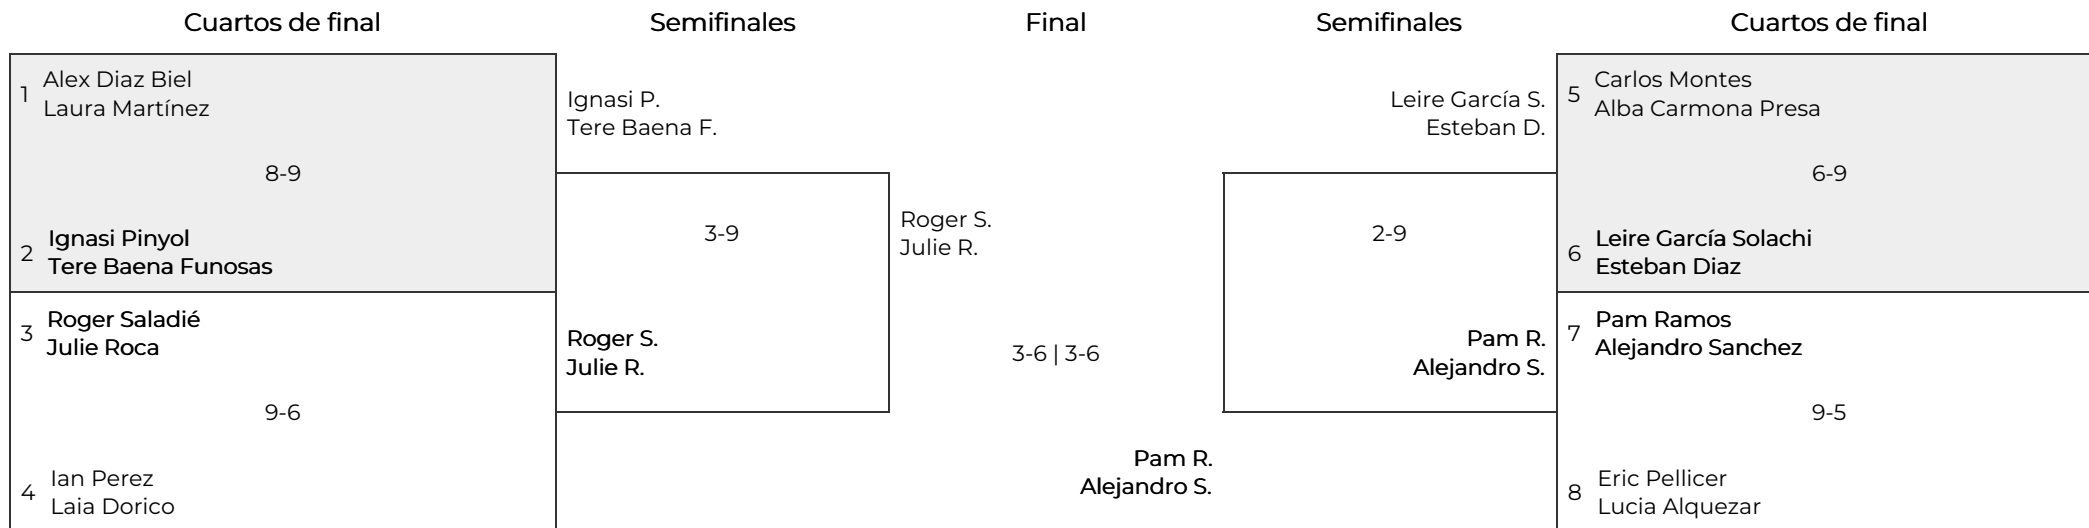 Cuartos de final
Semifinales
Final
Semifinales
Cuartos de final
1
Alex Diaz Biel
Laura Martínez
8-9
2
Ignasi Pinyol
Tere Baena Funosas
3
Roger Saladié
Julie Roca
9-6
4
Ian Perez
Laia Dorico
Ignasi P.
Tere Baena F.
3-9
Roger S.
Julie R.
Roger S.
Julie R.
3-6 | 3-6
Pam R.
Alejandro S.
Leire García S.
Esteban D.
2-9
Pam R.
Alejandro S.
5
Carlos Montes
Alba Carmona Presa
6-9
6
Leire García Solachi
Esteban Diaz
7
Pam Ramos
Alejandro Sanchez
9-5
8
Eric Pellicer
Lucia Alquezar